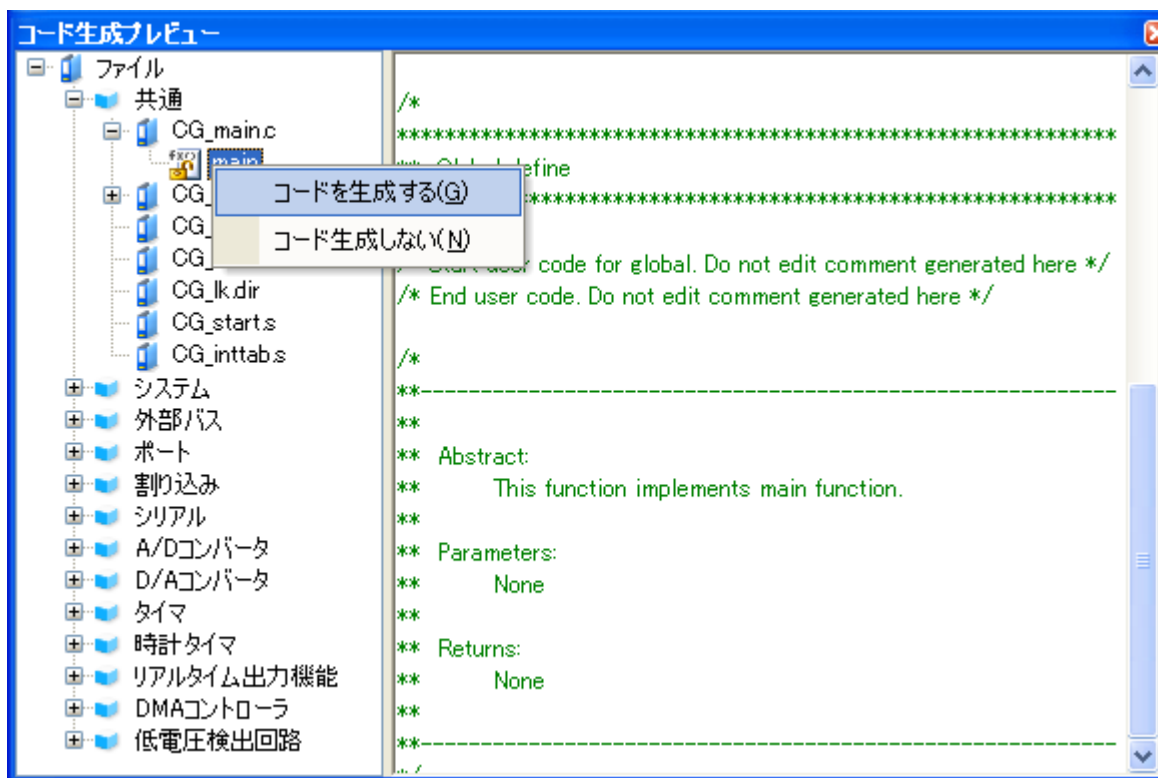 コード生成プレビュー
ファイル
共通
CG_main.c
main
CG_
CG_
CG_
CG_lk.dir
CG_start.s
CG_inttab.s
システム
外部バス
ポート
割り込み
シリアル
A/Dコンバータ
D/Aコンバータ
タイマ
時計タイマ
リアルタイム出力機能
DMAコントローラ
低電圧検出回路
コードを生成する(G)
コード生成しない(N)
/*
************************************************************
** Global define
************************************************************
/* Start user code for global. Do not edit comment generated here */
/* End user code. Do not edit comment generated here */
/*
**-----------------------------------------------------------
**
** Abstract:
** This function implements main function.
**
** Parameters:
** None
**
** Returns:
** None
**
**-----------------------------------------------------------
*/